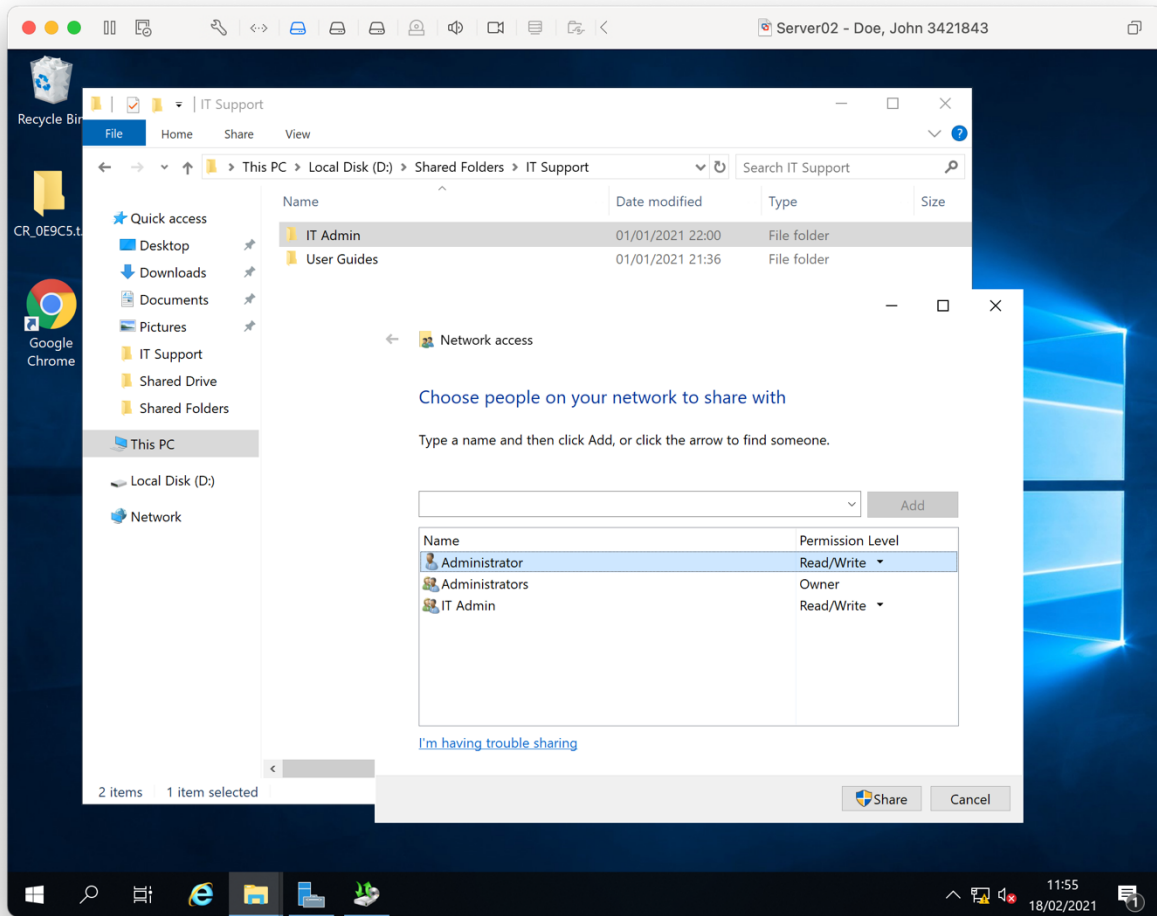 Server02 - Doe, John 3421843
Recycle Bin
IT Support
File Home Share View
This PC > Local Disk (D:) > Shared Folders > IT Support
Search IT Support
Name Date modified Type Size
CR_0E9C5.t.
Quick access
Desktop
Downloads
Documents
Pictures
IT Support
Shared Drive
Shared Folders
This PC
Local Disk (D:)
Network
IT Admin 01/01/2021 22:00 File folder
User Guides 01/01/2021 21:36 File folder
Google
Chrome
Network access
Choose people on your network to share with
Type a name and then click Add, or click the arrow to find someone.
Add
Name Permission Level
Administrator Read/Write
Administrators Owner
IT Admin Read/Write
I'm having trouble sharing
Share Cancel
2 items 1 item selected
11:55
18/02/2021
1